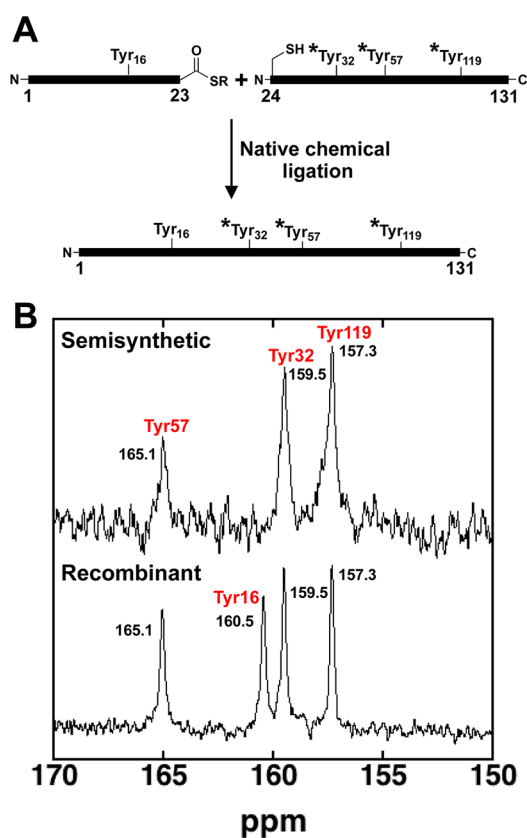 A
O
Tyr16
SR
+
SH
*Tyr32
*Tyr57
*Tyr119
N
1
23
N
24
C
131
Native chemical
ligation
Tyr16
*Tyr32
*Tyr57
*Tyr119
N
1
C
131
B
Semisynthetic
Tyr119
157.3
Tyr32
159.5
Tyr57
165.1
Recombinant
157.3
159.5
Tyr16
160.5
165.1
170 165 160 155 150
ppm